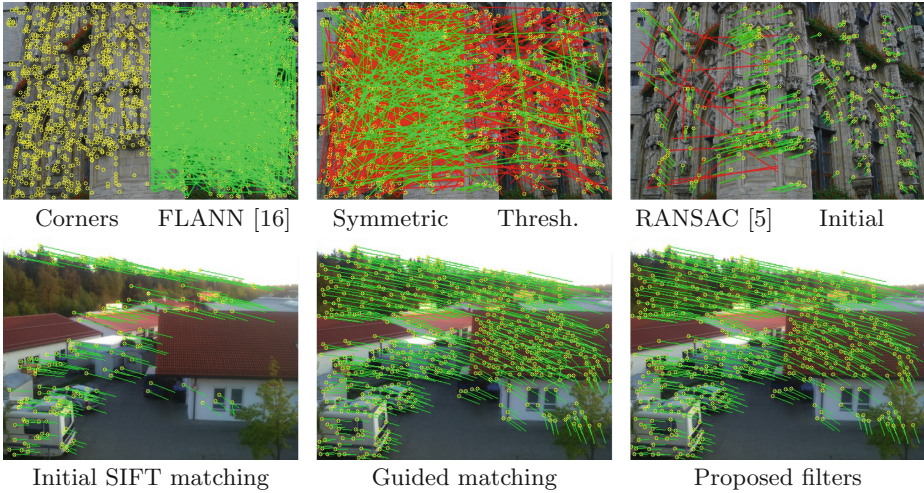 Corners FLANN [16] Symmetric Thresh. RANSAC [5] Initial
Initial SIFT matching Guided matching Proposed filters